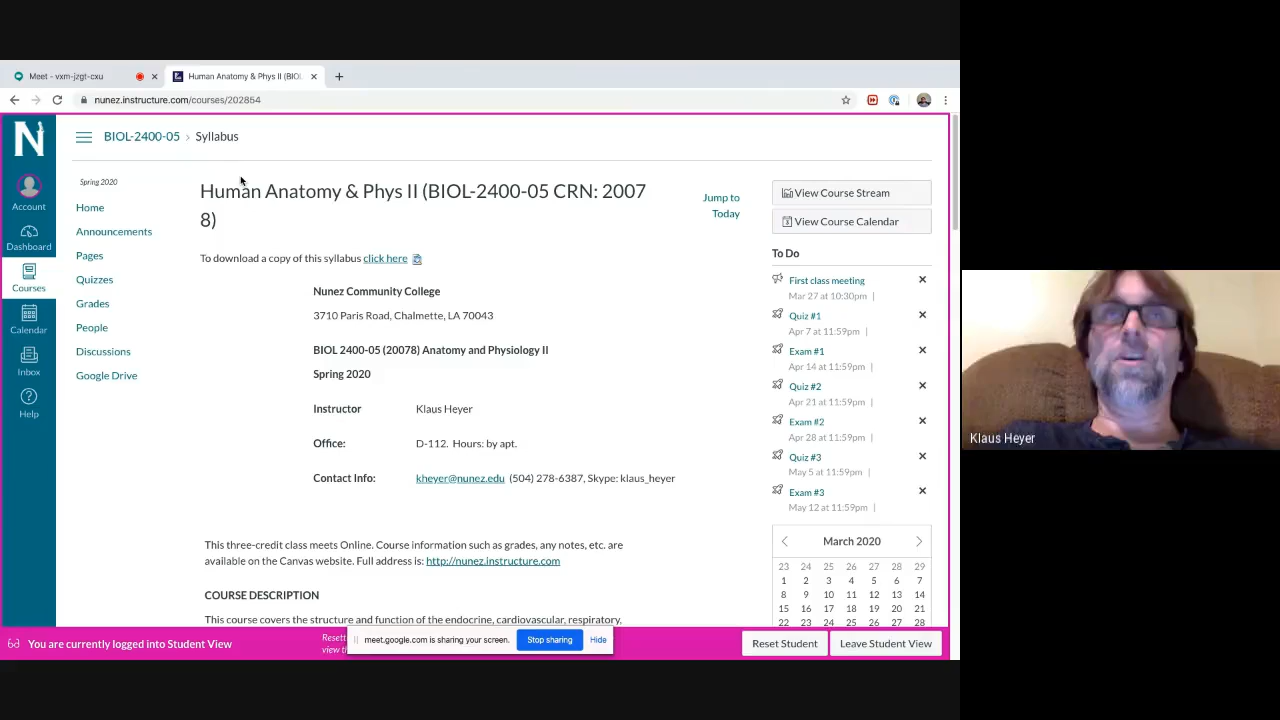 Meet - vxm-jzgt-cxu
Human Anatomy & Phys II (BIOL
nunez.instructure.com/courses/202854
N
Account
Dashboard
Courses
Calendar
Inbox
Help
BIOL-2400-05 › Syllabus
Spring 2020
Home
Announcements
Pages
Quizzes
Grades
People
Discussions
Google Drive
Human Anatomy & Phys II (BIOL-2400-05 CRN: 2007
8)
Jump to
Today
To download a copy of this syllabus click here
Nunez Community College
3710 Paris Road, Chalmette, LA 70043
BIOL 2400-05 (20078) Anatomy and Physiology II
Spring 2020
Instructor Klaus Heyer
Office: D-112. Hours: by apt.
Contact Info: kheyer@nunez.edu (504) 278-6387, Skype: klaus_heyer
This three-credit class meets Online. Course information such as grades, any notes, etc. are
available on the Canvas website. Full address is: http://nunez.instructure.com
COURSE DESCRIPTION
This course covers the structure and function of the endocrine, cardiovascular, respiratory,
View Course Stream
View Course Calendar
To Do
First class meeting
Mar 27 at 10:30pm |
Quiz #1
Apr 7 at 11:59pm |
Exam #1
Apr 14 at 11:59pm |
Quiz #2
Apr 21 at 11:59pm |
Exam #2
Apr 28 at 11:59pm |
Quiz #3
May 5 at 11:59pm |
Exam #3
May 12 at 11:59pm |
March 2020
23 24 25 26 27 28 29
1 2 3 4 5 6 7
8 9 10 11 12 13 14
15 16 17 18 19 20 21
22 23 24 25 26 27 28
You are currently logged into Student View
Resett
view th
meet.google.com is sharing your screen.
Stop sharing
Hide
Reset Student
Leave Student View
Klaus Heyer